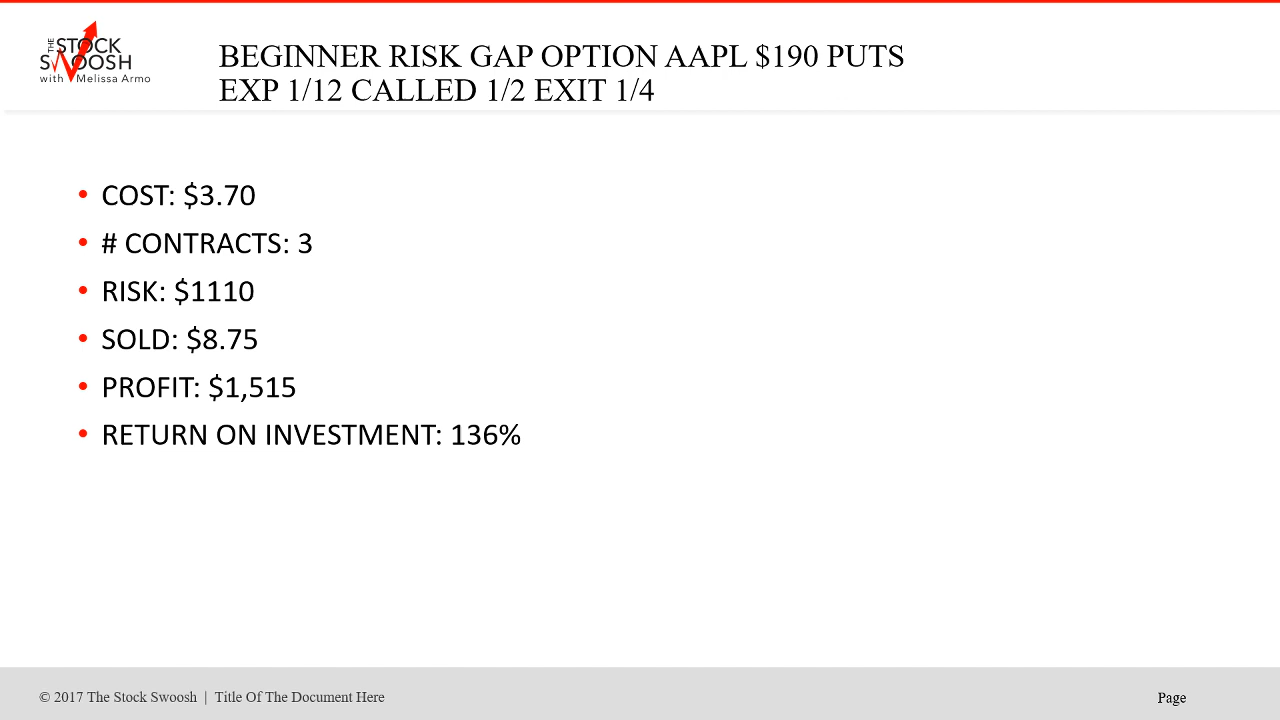 THE STOCK
SWOOSH
with Melissa Armo
BEGINNER RISK GAP OPTION AAPL $190 PUTS
EXP 1/12 CALLED 1/2 EXIT 1/4
• COST: $3.70
• # CONTRACTS: 3
• RISK: $1110
• SOLD: $8.75
• PROFIT: $1,515
• RETURN ON INVESTMENT: 136%
© 2017 The Stock Swoosh | Title Of The Document Here
Page